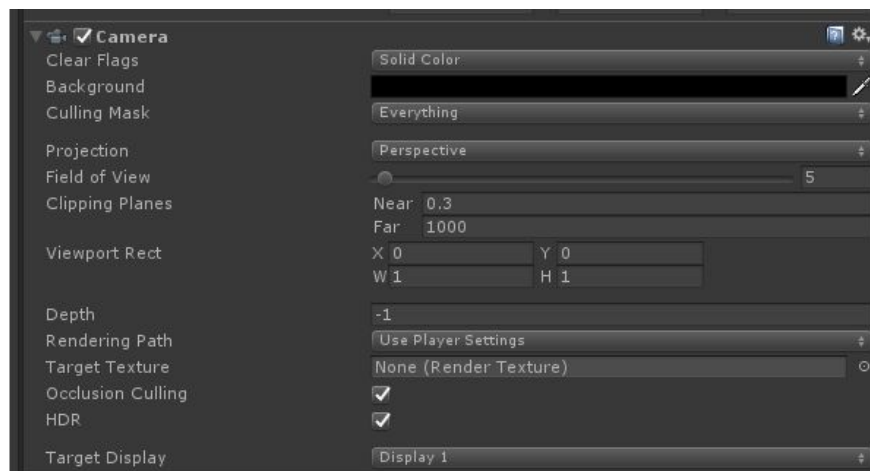 Camera
Clear Flags Solid Color
Background
Culling Mask Everything
Projection Perspective
Field of View 5
Clipping Planes Near 0.3
Far 1000
Viewport Rect X 0 Y 0
W 1 H 1
Depth -1
Rendering Path Use Player Settings
Target Texture None (Render Texture)
Occlusion Culling
HDR
Target Display Display 1